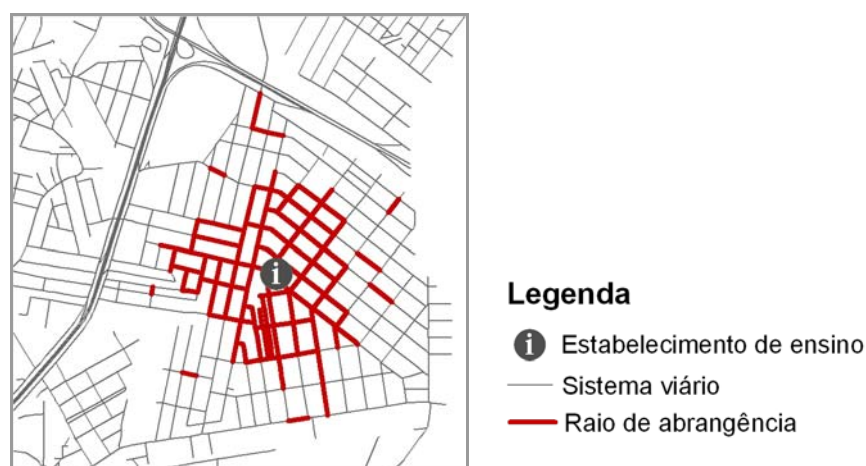 i
Legenda
i Estabelecimento de ensino
Sistema viário
Raio de abrangência